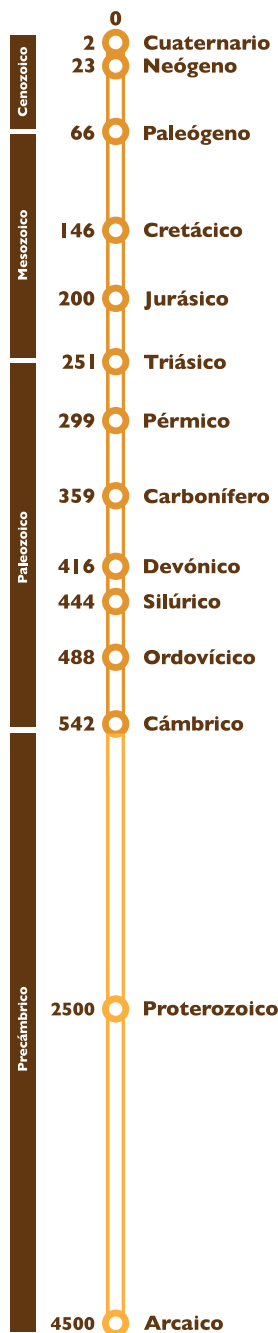 0
2 Cuaternario
23 Neógeno
Cenozoico
66 Paleógeno
Mesozoico
146 Cretácico
200 Jurásico
251 Triásico
299 Pérmico
359 Carbonífero
Paleozoico
416 Devónico
444 Silúrico
488 Ordovícico
542 Cámbrico
2500 Proterozoico
Precámbrico
4500 Arcaico